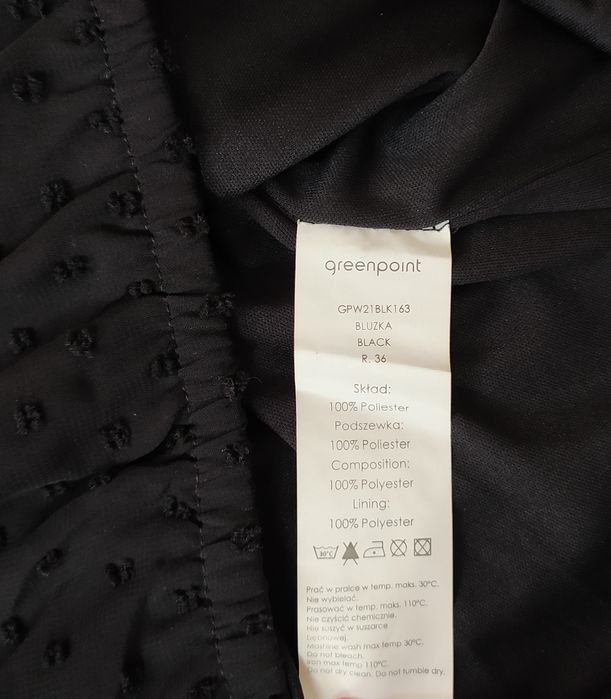 greenpoint
GPW21BLK163
BLUZKA
BLACK
R. 36
Skład:
100% Poliester
Podszewka:
100% Poliester
Composition:
100% Polyester
Lining:
100% Polyester
30°C
Prać w pralce w temp. maks. 30°C.
Nie wybielać.
Prasować w temp. maks. 110°C.
Nie czyścić chemicznie.
Nie suszyć w suszarce
bębnowej.
Machine wash max temp 30°C.
Do not bleach.
Iron max temp 110°C.
Do not dry clean. Do not tumble dry.